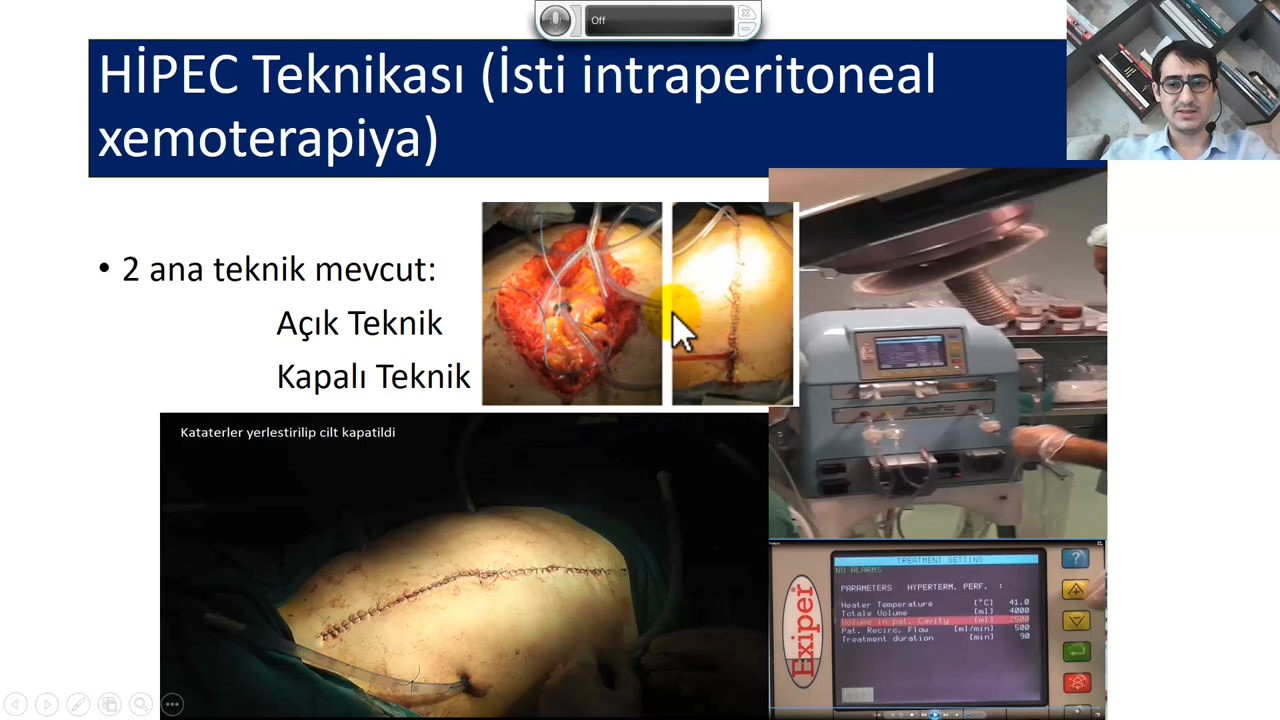 Off
HİPEC Teknikası (İsti intraperitoneal
xemoterapiya)
• 2 ana teknik mevcut:
Açık Teknik
Kapalı Teknik
Kataterler yerlestirilip cilt kapatildi
TREATMENT SETTING
NO ALARMS
PARAMETERS HYPERTERM. PERF. :
Heater Temperature [°C] 41.0
Totale Volume [ml] 4000
Volume in pat. Cavity [ml] 2500
Pat. Recirc. Flow [ml/min] 500
Treatment duration [min] 90
Exiper
?